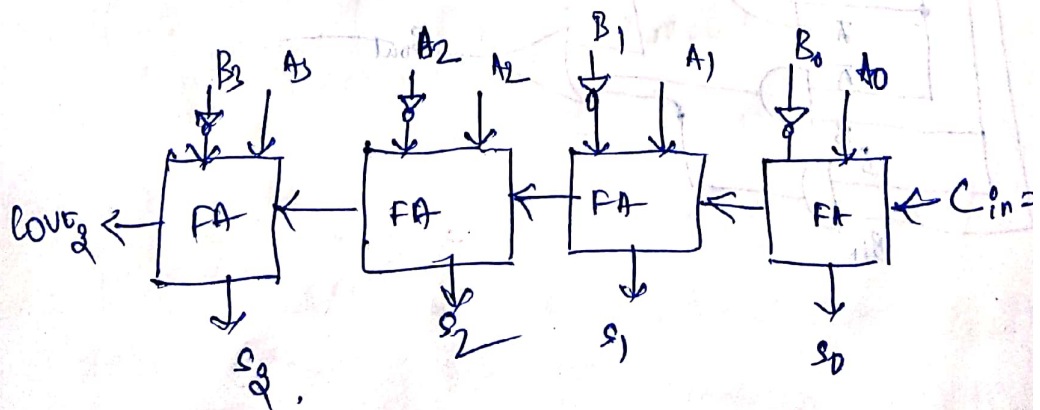 B3 A3 B2 A2 B1 A1 B0 A0
Cout3 FA FA FA FA Cin=
S3 S2 S1 S0